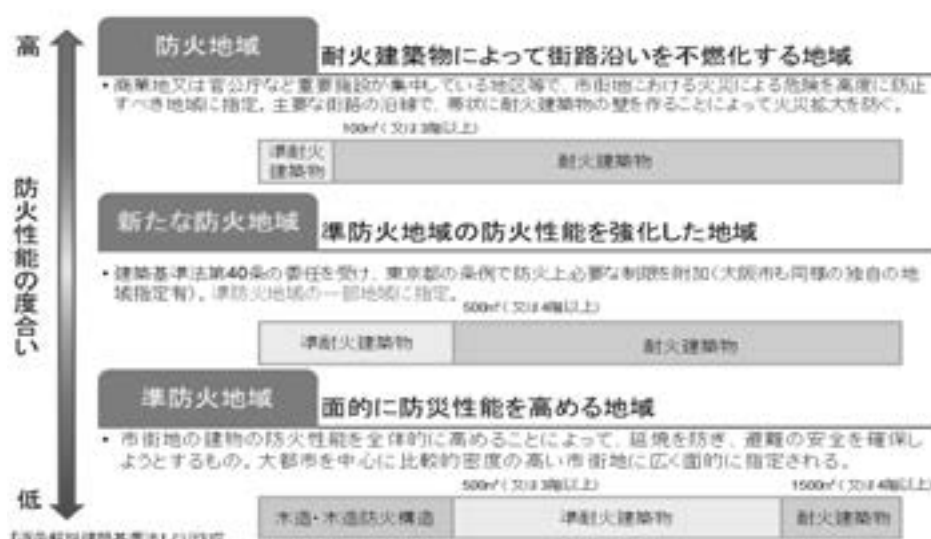 高
防火地域
耐火建築物によって街路沿いを不燃化する地域
・商業地又は官公庁など重要施設が集中している地区等で、市街地における火災による危険を高度に防止
すべき地域に指定。主要な街路の沿線で、帯状に耐火建築物の壁を作ることによって火災拡大を防ぐ。
100㎡(又は3階以上)
準耐火
建築物
耐火建築物
防火性能の度合い
新たな防火地域
準防火地域の防火性能を強化した地域
・建築基準法第40条の委任を受け、東京都の条例で防火上必要な制限を附加(大阪市も同様の独自の地
域指定有)。準防火地域の一部地域に指定。
500㎡(又は4階以上)
準耐火建築物
耐火建築物
準防火地域
面的に防災性能を高める地域
・市街地の建物の防火性能を全体的に高めることによって、延焼を防ぎ、避難の安全を確保し
ようとするもの。大都市を中心に比較的密度の高い市街地に広く面的に指定される。
500㎡(又は3階以上)
1500㎡(又は4階以上)
低
木造・木造防火構造
準耐火建築物
耐火建築物